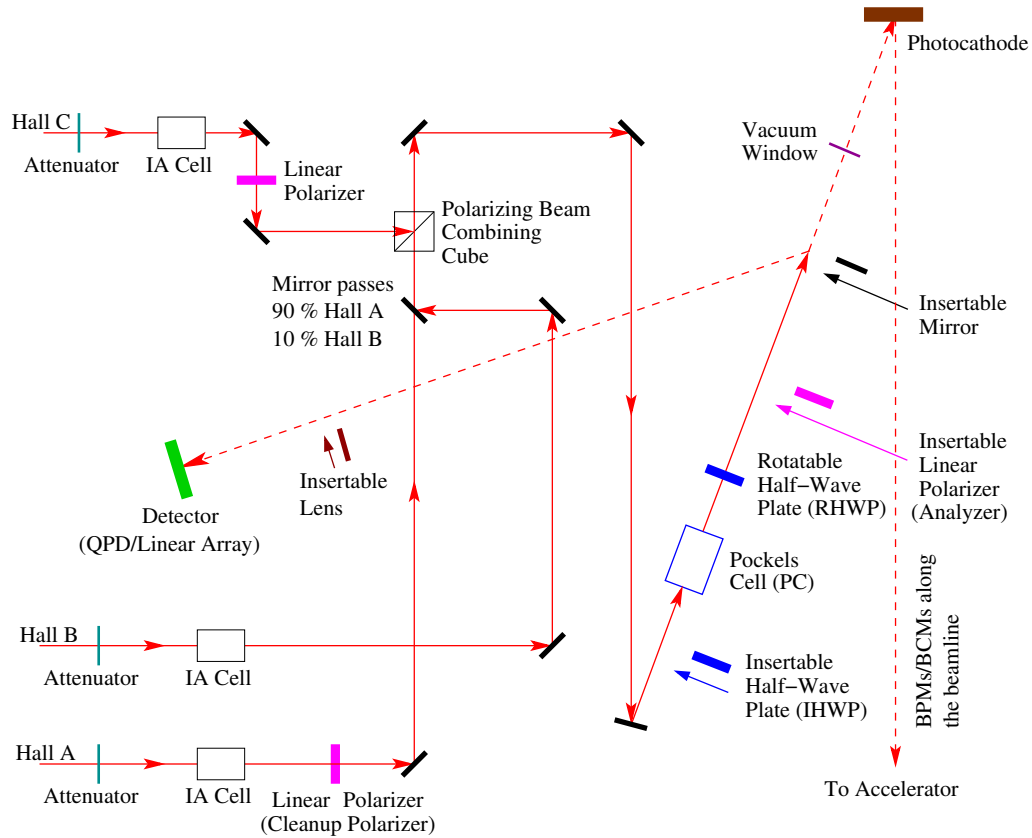 Photocathode
Hall C
Attenuator
IA Cell
Linear
Polarizer
Vacuum
Window
Polarizing Beam
Combining
Cube
Mirror passes
90 % Hall A
10 % Hall B
Insertable
Mirror
Insertable
Lens
Detector
(QPD/Linear Array)
Rotatable
Half−Wave
Plate (RHWP)
Insertable
Linear
Polarizer
(Analyzer)
Pockels
Cell (PC)
Hall B
Attenuator
IA Cell
Insertable
Half−Wave
Plate (IHWP)
BPMs/BCMs along
the beamline
Hall A
Attenuator
IA Cell
Linear Polarizer
(Cleanup Polarizer)
To Accelerator